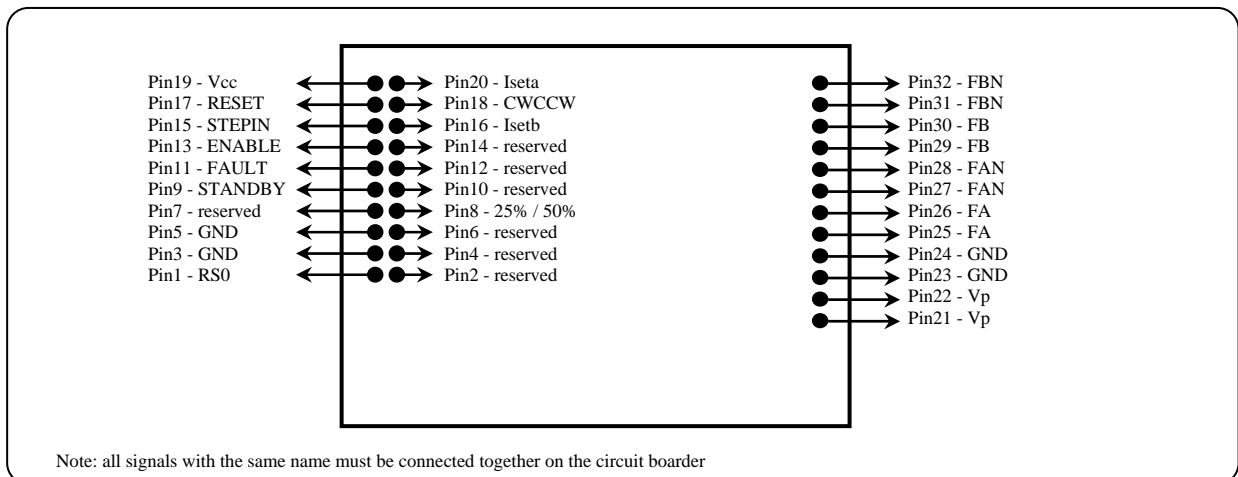 Pin19 - Vcc
Pin17 - RESET
Pin15 - STEPIN
Pin13 - ENABLE
Pin11 - FAULT
Pin9 - STANDBY
Pin7 - reserved
Pin5 - GND
Pin3 - GND
Pin1 - RS0
Pin20 - Iseta
Pin18 - CWCCW
Pin16 - Isetb
Pin14 - reserved
Pin12 - reserved
Pin10 - reserved
Pin8 - 25% / 50%
Pin6 - reserved
Pin4 - reserved
Pin2 - reserved
Pin32 - FBN
Pin31 - FBN
Pin30 - FB
Pin29 - FB
Pin28 - FAN
Pin27 - FAN
Pin26 - FA
Pin25 - FA
Pin24 - GND
Pin23 - GND
Pin22 - Vp
Pin21 - Vp
Note: all signals with the same name must be connected together on the circuit boarder